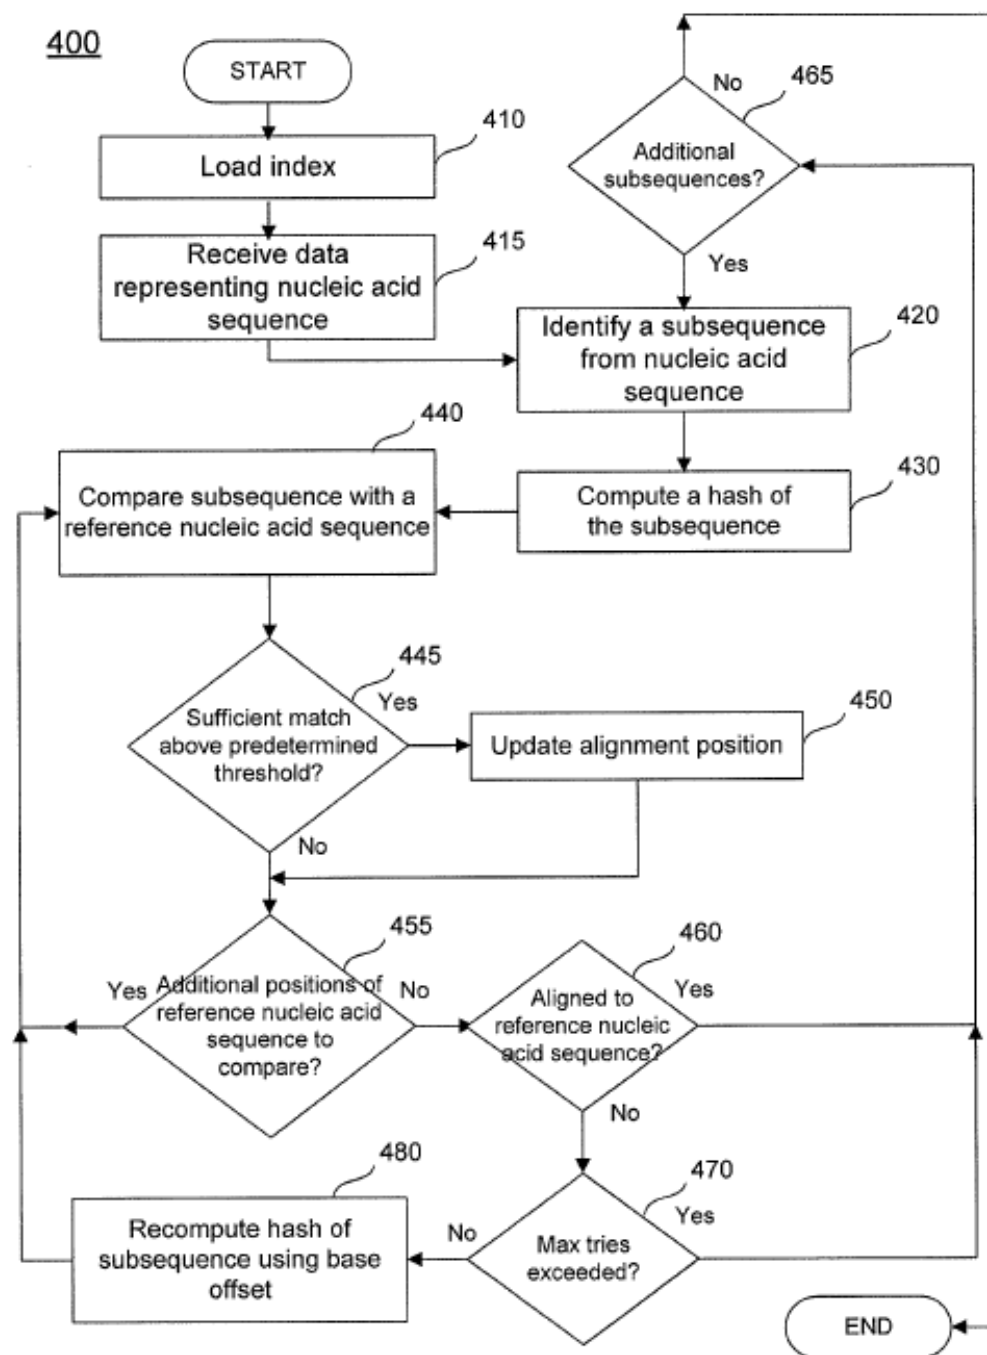 400
START
410
Load index
415
Receive data
representing nucleic acid
sequence
No
465
Additional
subsequences?
Yes
420
Identify a subsequence
from nucleic acid
sequence
430
Compute a hash of
the subsequence
440
Compare subsequence with a
reference nucleic acid sequence
445
Yes
Sufficient match
above predetermined
threshold?
No
450
Update alignment position
455
Yes
Additional positions of
reference nucleic acid
sequence to
compare?
No
460
Yes
Aligned to
reference nucleic
acid sequence?
No
470
Yes
Max tries
exceeded?
No
480
Recompute hash of
subsequence using base
offset
END